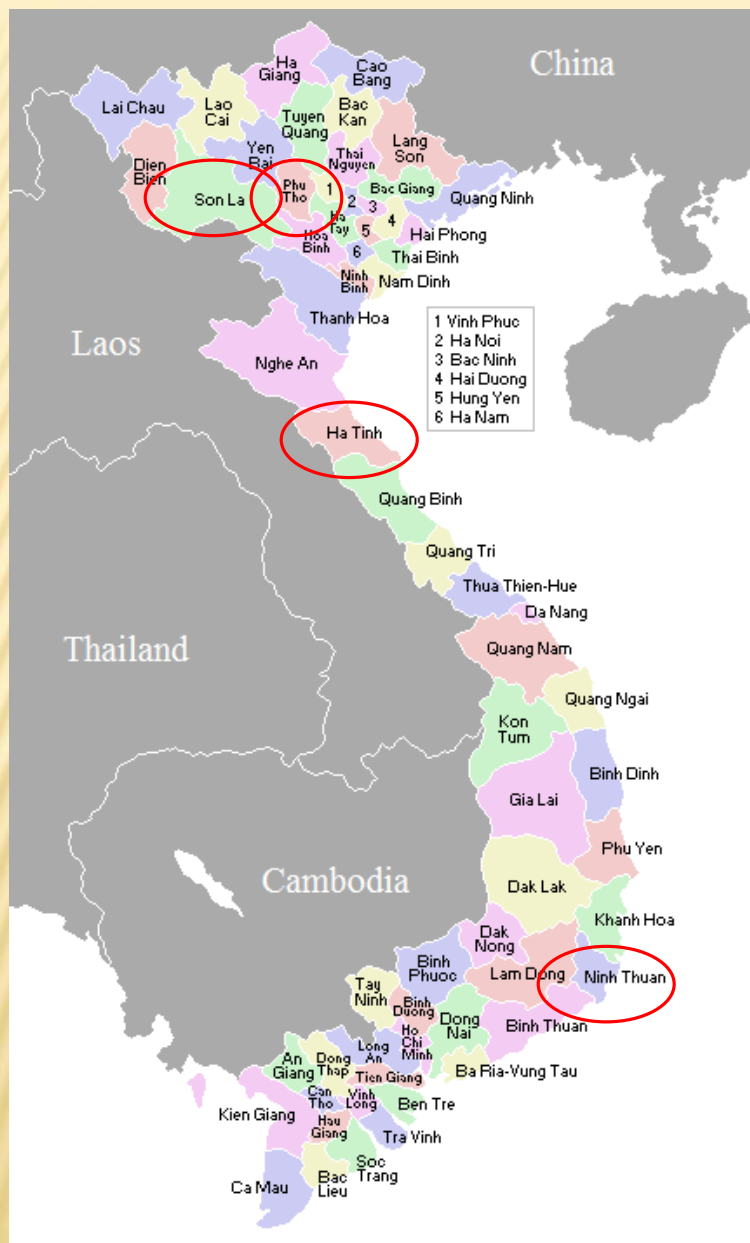 China
Ha
Giang
Cao
Bang
Lai Chau
Lao
Cai
Tuyen
Quang
Bac
Kan
Lang
Son
Dien
Bien
Yen
Bai
Thai
Nguyen
Son La
Phu
Tho
1
Bac Giang
Quang Ninh
2
3
4
Ha
Tay
5
Hai Phong
Hoa
Binh
6
Thai Binh
Ninh
Binh
Nam Dinh
Thanh Hoa
Laos
Nghe An
1 Vinh Phuc
2 Ha Noi
3 Bac Ninh
4 Hai Duong
5 Hung Yen
6 Ha Nam
Ha Tinh
Quang Binh
Quang Tri
Thua Thien-Hue
Da Nang
Thailand
Quang Nam
Quang Ngai
Kon
Tum
Binh Dinh
Gia Lai
Phu Yen
Cambodia
Dak Lak
Khanh Hoa
Dak
Nong
Binh
Phuoc
Lam Dong
Ninh Thuan
Tay
Ninh
Binh
Duong
Dong
Nai
Binh Thuan
Ho
Chi
Minh
Long
An
An
Giang
Dong
Thap
Tien Giang
Ba Ria-Vung Tau
Can
Tho
Vinh
Long
Ben Tre
Kien Giang
Hau
Giang
Tra Vinh
Soc
Trang
Bac
Lieu
Ca Mau